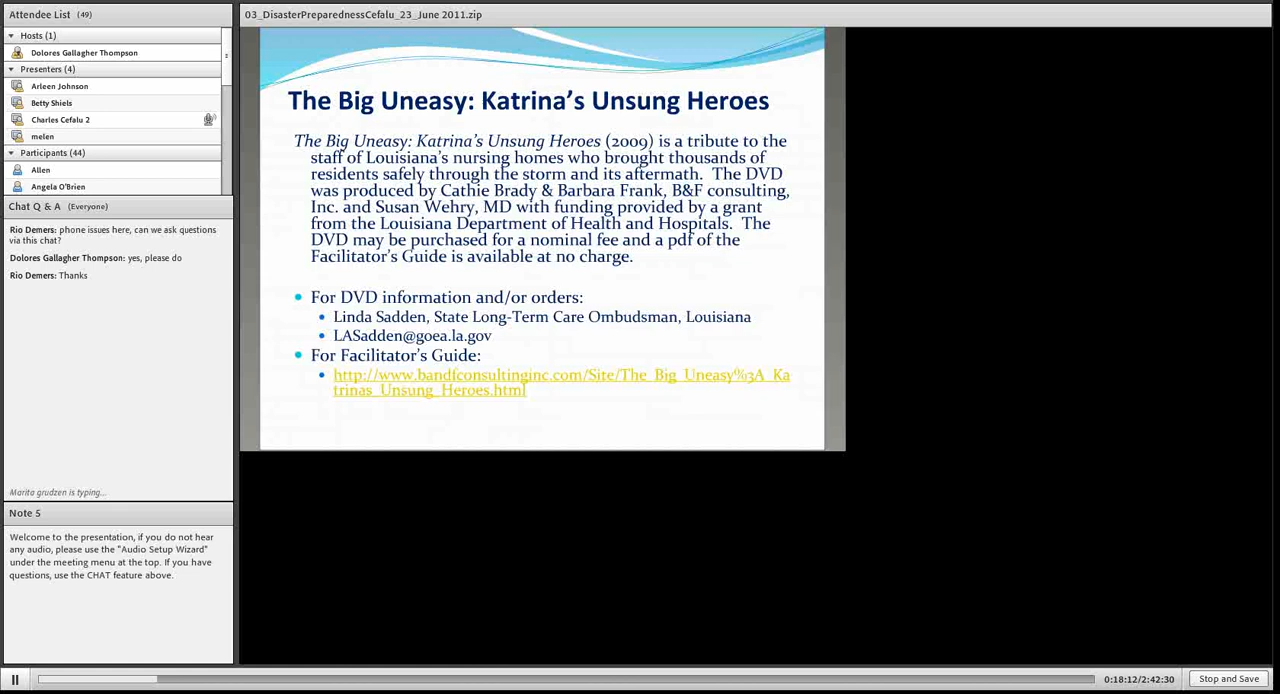 Attendee List (49)
Hosts (1)
Dolores Gallagher Thompson
Presenters (4)
Arleen Johnson
Betty Shiels
Charles Cefalu 2
melen
Participants (44)
Allen
Angela O'Brien
Chat Q & A (Everyone)
Rio Demers: phone issues here, can we ask questions
via this chat?
Dolores Gallagher Thompson: yes, please do
Rio Demers: Thanks
Marita grudzen is typing...
Note 5
Welcome to the presentation, if you do not hear
any audio, please use the "Audio Setup Wizard"
under the meeting menu at the top. If you have
questions, use the CHAT feature above.
03_DisasterPreparednessCefalu_23_June 2011.zip
The Big Uneasy: Katrina's Unsung Heroes
The Big Uneasy: Katrina's Unsung Heroes (2009) is a tribute to the
staff of Louisiana's nursing homes who brought thousands of
residents safely through the storm and its aftermath. The DVD
was produced by Cathie Brady & Barbara Frank, B&F consulting,
Inc. and Susan Wehry, MD with funding provided by a grant
from the Louisiana Department of Health and Hospitals. The
DVD may be purchased for a nominal fee and a pdf of the
Facilitator's Guide is available at no charge.
• For DVD information and/or orders:
• Linda Sadden, State Long-Term Care Ombudsman, Louisiana
• LASadden@goea.la.gov
• For Facilitator's Guide:
• http://www.bandfconsultinginc.com/Site/The_Big_Uneasy%3A_Ka
trinas_Unsung_Heroes.html
0:18:12/2:42:30
Stop and Save